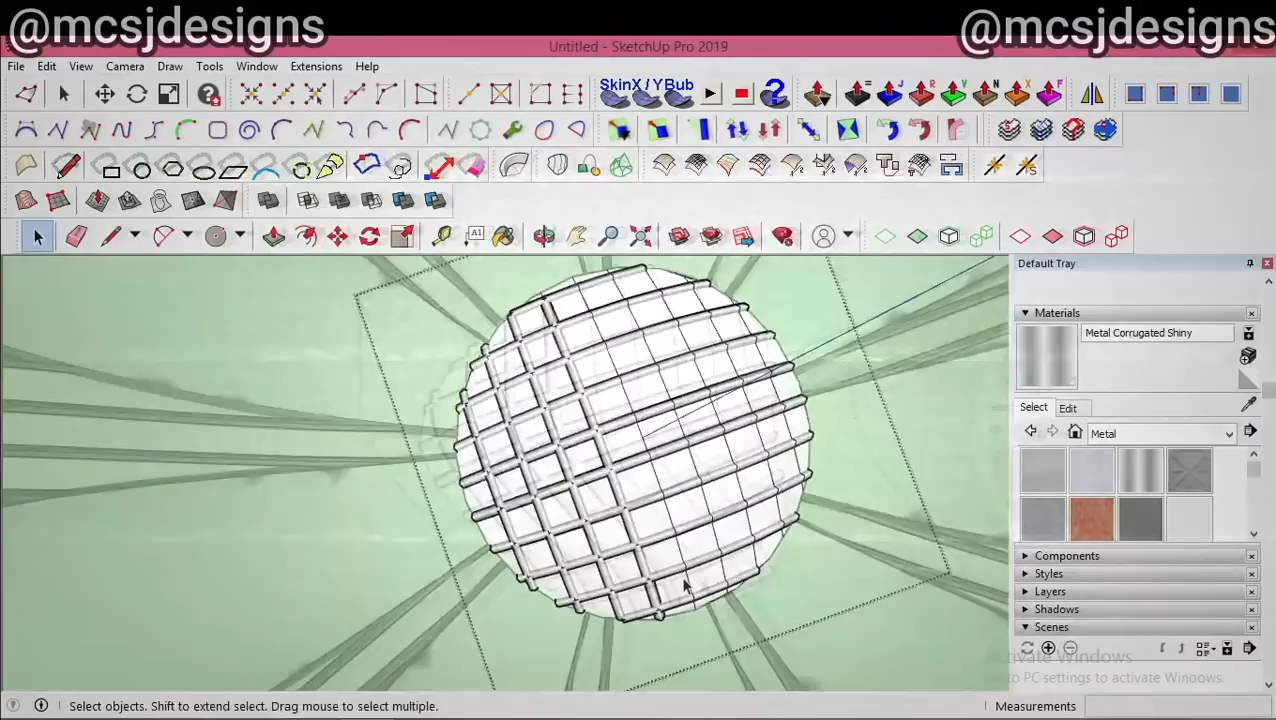 @mcsjdesigns
@mcsjdesigns
Untitled - SketchUp Pro 2019
File Edit View Camera Draw Tools Window Extensions Help
SkinX / YBub
= J R V N X F
AI
S
Default Tray
Materials
Metal Corrugated Shiny
Select Edit
Metal
Components
Styles
Layers
Shadows
Scenes
ctivate Windows
to PC settings to activate Windows.
Select objects. Shift to extend select. Drag mouse to select multiple.
Measurements